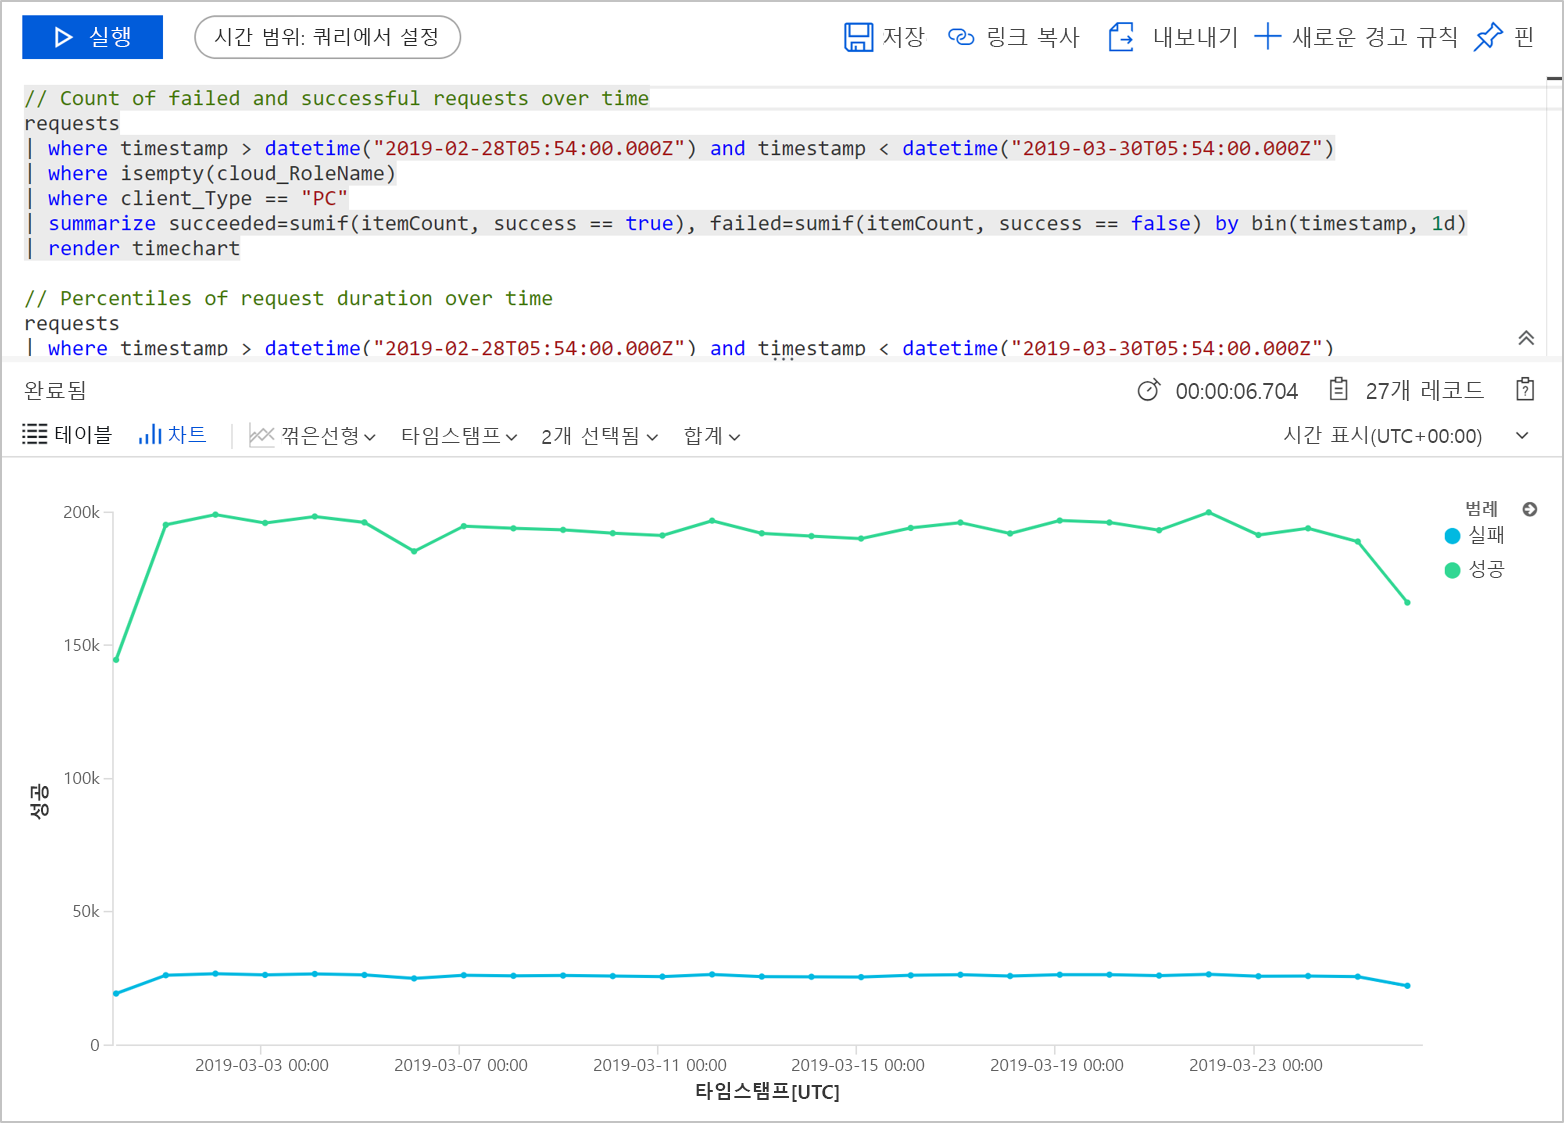 실행 시간 범위: 쿼리에서 설정 저장 링크 복사 내보내기 새로운 경고 규칙 핀
// Count of failed and successful requests over time
requests
| where timestamp > datetime("2019-02-28T05:54:00.000Z") and timestamp < datetime("2019-03-30T05:54:00.000Z")
| where isempty(cloud_RoleName)
| where client_Type == "PC"
| summarize succeeded=sumif(itemCount, success == true), failed=sumif(itemCount, success == false) by bin(timestamp, 1d)
| render timechart
// Percentiles of request duration over time
requests
| where timestamp > datetime("2019-02-28T05:54:00.000Z") and timestamp < datetime("2019-03-30T05:54:00.000Z")
완료됨 00:00:06.704 27개 레코드
테이블 차트 꺾은선형 타임스탬프 2개 선택됨 합계 시간 표시(UTC+00:00)
범례
실패
성공
200k
150k
100k
50k
0
성공
2019-03-03 00:00 2019-03-07 00:00 2019-03-11 00:00 2019-03-15 00:00 2019-03-19 00:00 2019-03-23 00:00
타임스탬프[UTC]